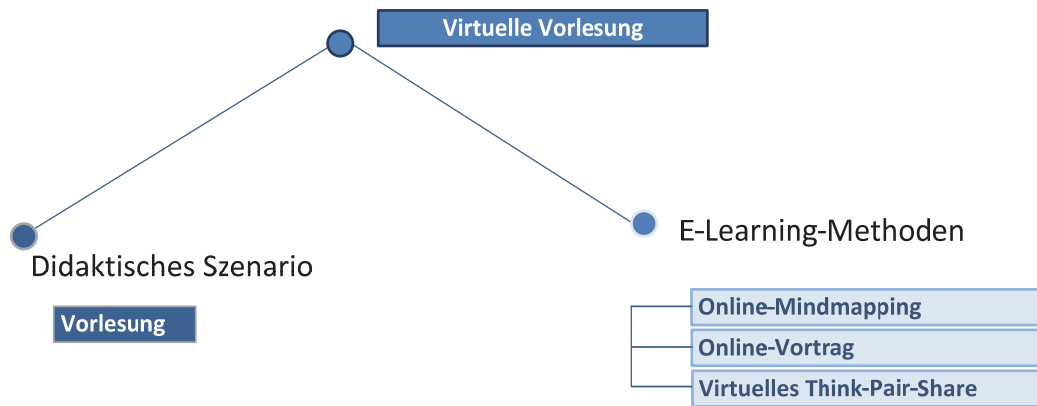 Virtuelle Vorlesung
E-Learning-Methoden
Didaktisches Szenario
Vorlesung
Online-Mindmapping
Online-Vortrag
Virtuelles Think-Pair-Share